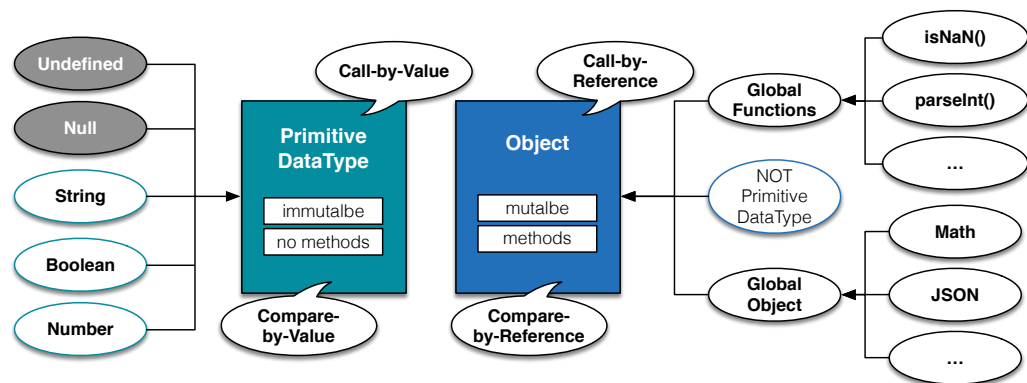 Undefined
Null
String
Boolean
Number
Call-by-Value
Primitive
DataType
immutalbe
no methods
Compare-
by-Value
Call-by-
Reference
Object
mutalbe
methods
Compare-
by-Reference
Global
Functions
NOT
Primitive
DataType
Global
Object
isNaN()
parseInt()
...
Math
JSON
...